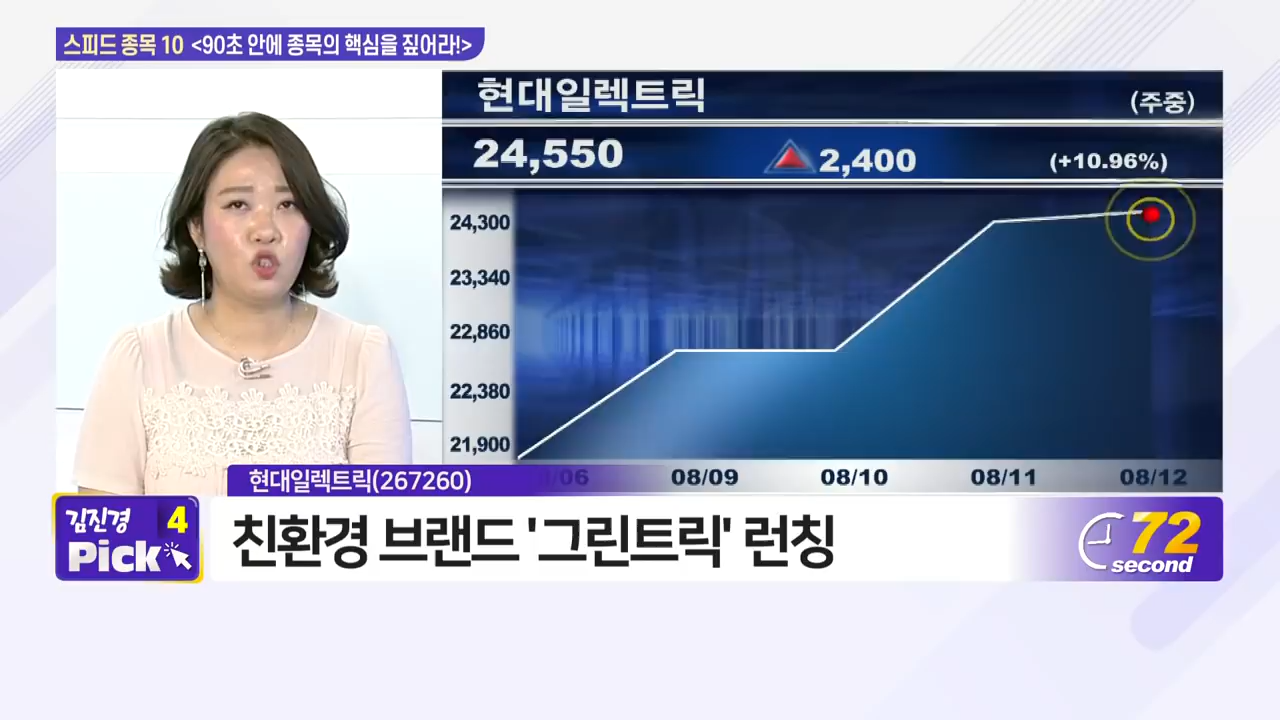 스피드 종목 10 <90초 안에 종목의 핵심을 짚어라!>
현대일렉트릭
(주중)
24,550 ▲ 2,400 (+10.96%)
24,300
23,340
22,860
22,380
21,900
/06 08/09 08/10 08/11 08/12
현대일렉트릭(267260)
김진경 4
Pick
친환경 브랜드 '그린트릭' 런칭
72
second